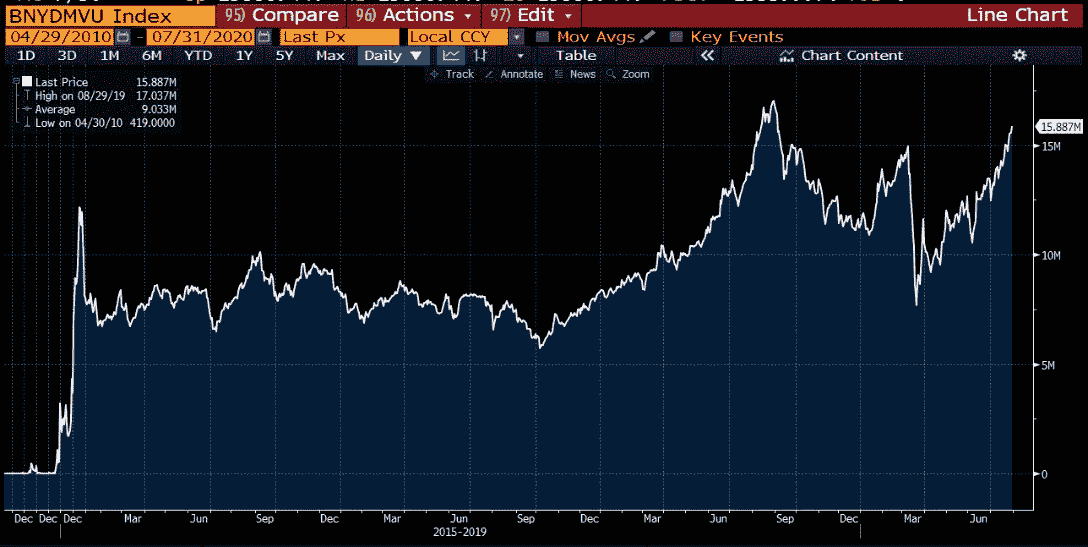 BNYDMVU Index 95) Compare 96) Actions 97) Edit Line Chart
04/29/2010 - 07/31/2020 Last Px Local CCY Mov Avgs Key Events
1D 3D 1M 6M YTD 1Y 5Y Max Daily ▼ Table « Chart Content
Track Annotate News Zoom
Last Price 15.887M
High on 08/29/19 17.037M
Average 9.033M
Low on 04/30/10 419.0000
15.887M
15M
10M
5M
0
Dec Dec Dec Mar Jun Sep Dec Mar Jun Sep Dec Mar Jun Sep Dec Mar Jun
2015-2019